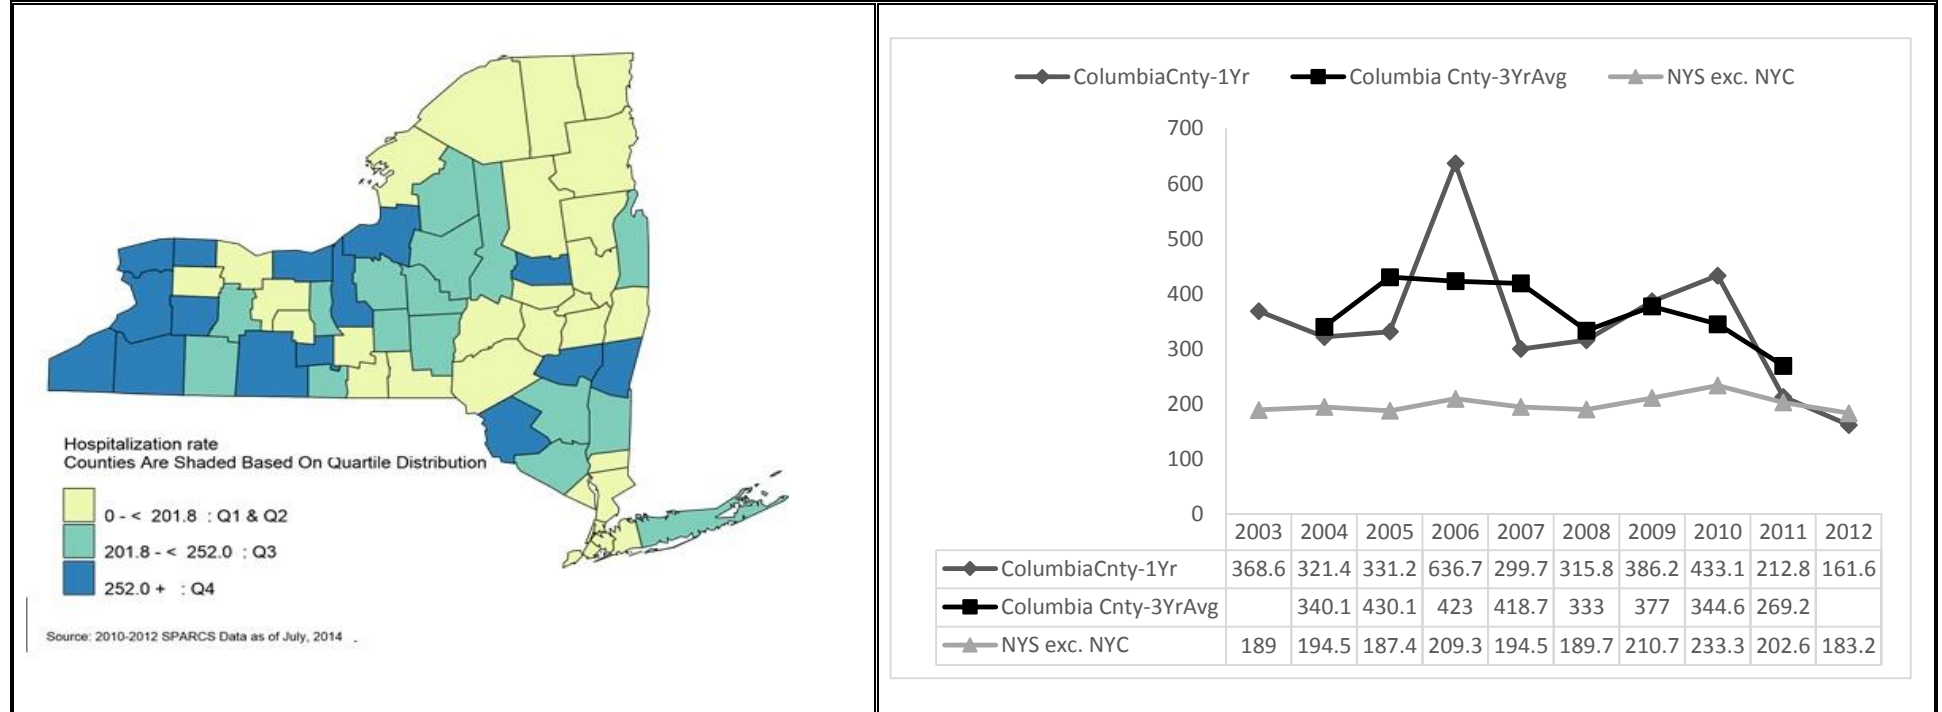 Hospitalization rate
Counties Are Shaded Based On Quartile Distribution
0 - < 201.8 : Q1 & Q2
201.8 - < 252.0 : Q3
252.0 + : Q4
Source: 2010-2012 SPARCS Data as of July, 2014 .
ColumbiaCnty-1Yr Columbia Cnty-3YrAvg NYS exc. NYC
700
600
500
400
300
200
100
0
2003 2004 2005 2006 2007 2008 2009 2010 2011 2012
ColumbiaCnty-1Yr 368.6 321.4 331.2 636.7 299.7 315.8 386.2 433.1 212.8 161.6
Columbia Cnty-3YrAvg 340.1 430.1 423 418.7 333 377 344.6 269.2
NYS exc. NYC 189 194.5 187.4 209.3 194.5 189.7 210.7 233.3 202.6 183.2